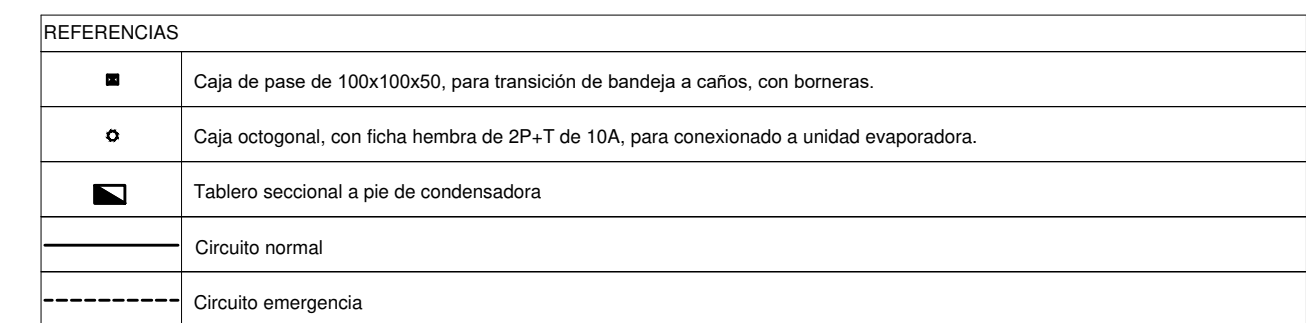 REFERENCIAS
Caja de pase de 100x100x50, para transición de bandeja a caños, con borneras.
Caja octogonal, con ficha hembra de 2P+T de 10A, para conexionado a unidad evaporadora.
Tablero seccional a pie de condensadora
Circuito normal
Circuito emergencia